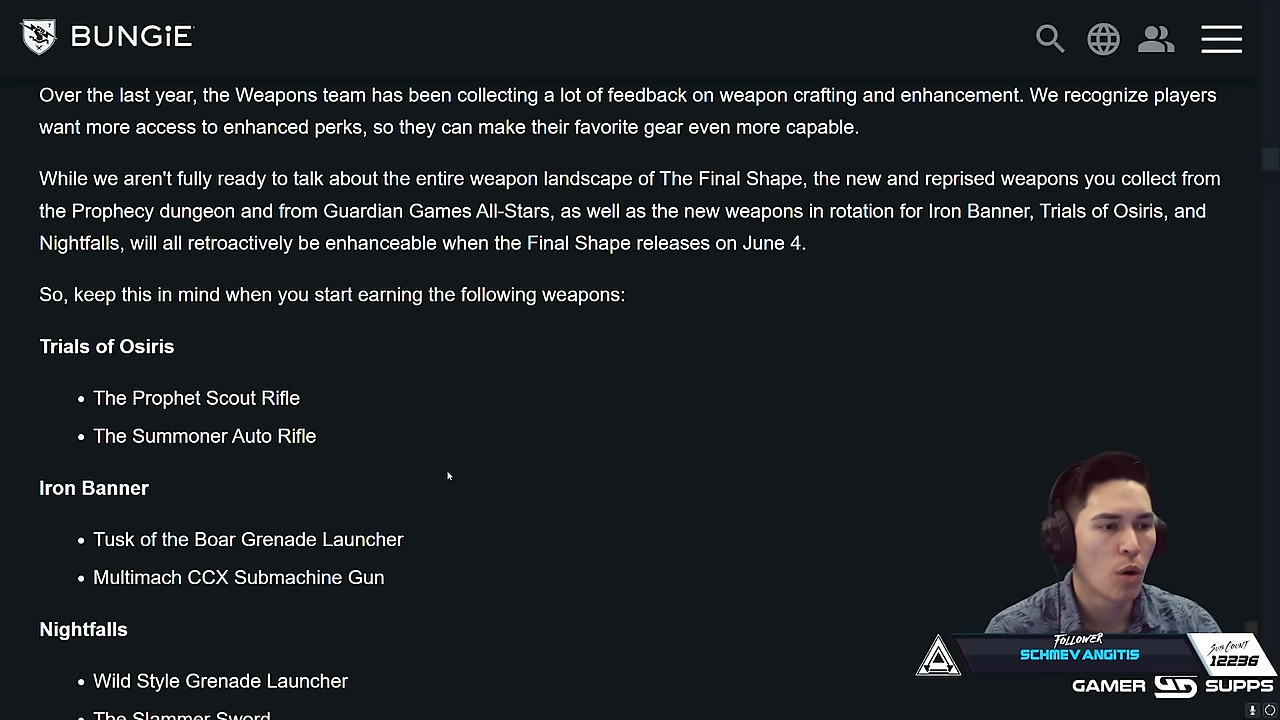 BUNGiE
Over the last year, the Weapons team has been collecting a lot of feedback on weapon crafting and enhancement. We recognize players
want more access to enhanced perks, so they can make their favorite gear even more capable.
While we aren't fully ready to talk about the entire weapon landscape of The Final Shape, the new and reprised weapons you collect from
the Prophecy dungeon and from Guardian Games All-Stars, as well as the new weapons in rotation for Iron Banner, Trials of Osiris, and
Nightfalls, will all retroactively be enhanceable when the Final Shape releases on June 4.
So, keep this in mind when you start earning the following weapons:
Trials of Osiris
• The Prophet Scout Rifle
• The Summoner Auto Rifle
Iron Banner
• Tusk of the Boar Grenade Launcher
• Multimach CCX Submachine Gun
Nightfalls
• Wild Style Grenade Launcher
• The Slammer Sword
FOLLOWER
SCHMEVANGITIS
SUB COUNT
12236
GAMER SUPPS